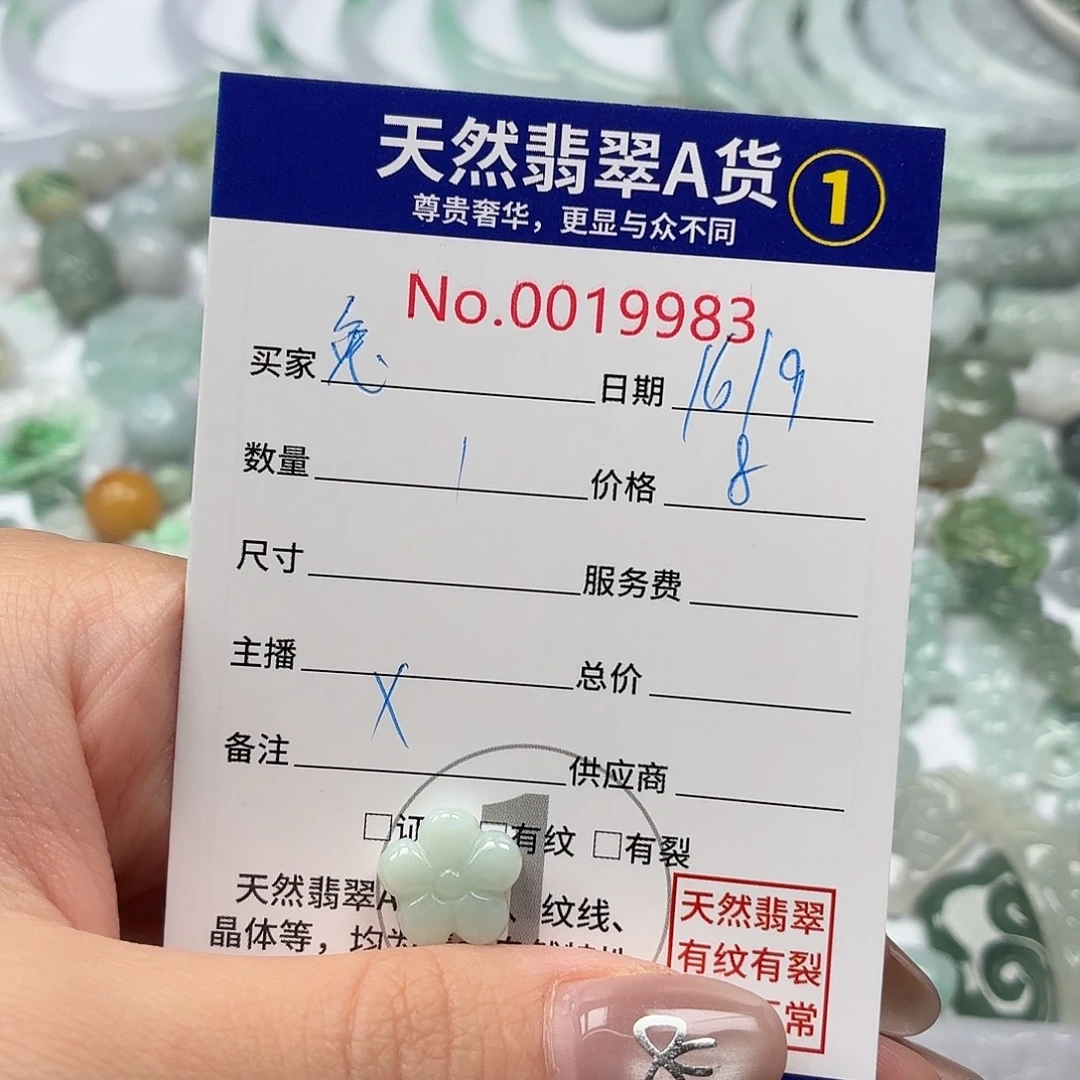 天然翡翠A货 1
尊贵奢华，更显与众不同
No.0019983
买家 兔 日期 16/9
数量 1 价格 8
尺寸 服务费
主播 X 总价
备注 供应商
□证 有纹 □有裂
天然翡翠A 、纹线、
晶体等，均
天然翡翠
有纹有裂
常